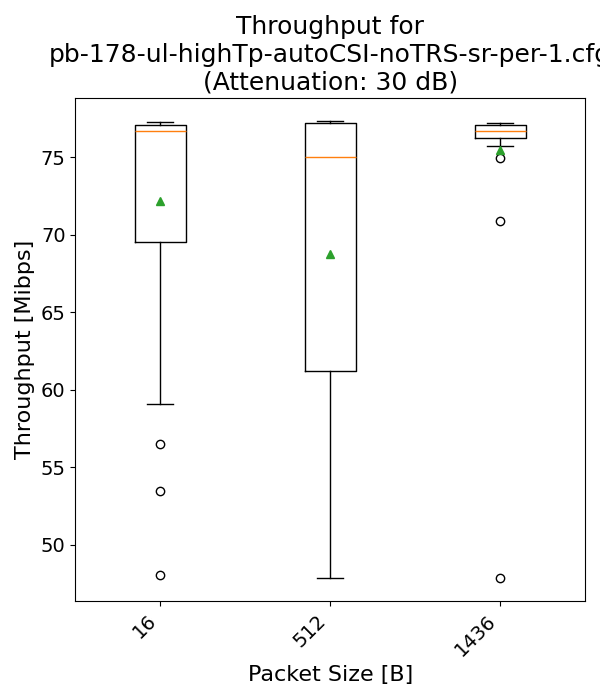 Throughput for
pb-178-ul-highTp-autoCSI-noTRS-sr-per-1.cfg
(Attenuation: 30 dB)
Throughput [Mibps]
75
70
65
60
55
50
16
512
1436
Packet Size [B]